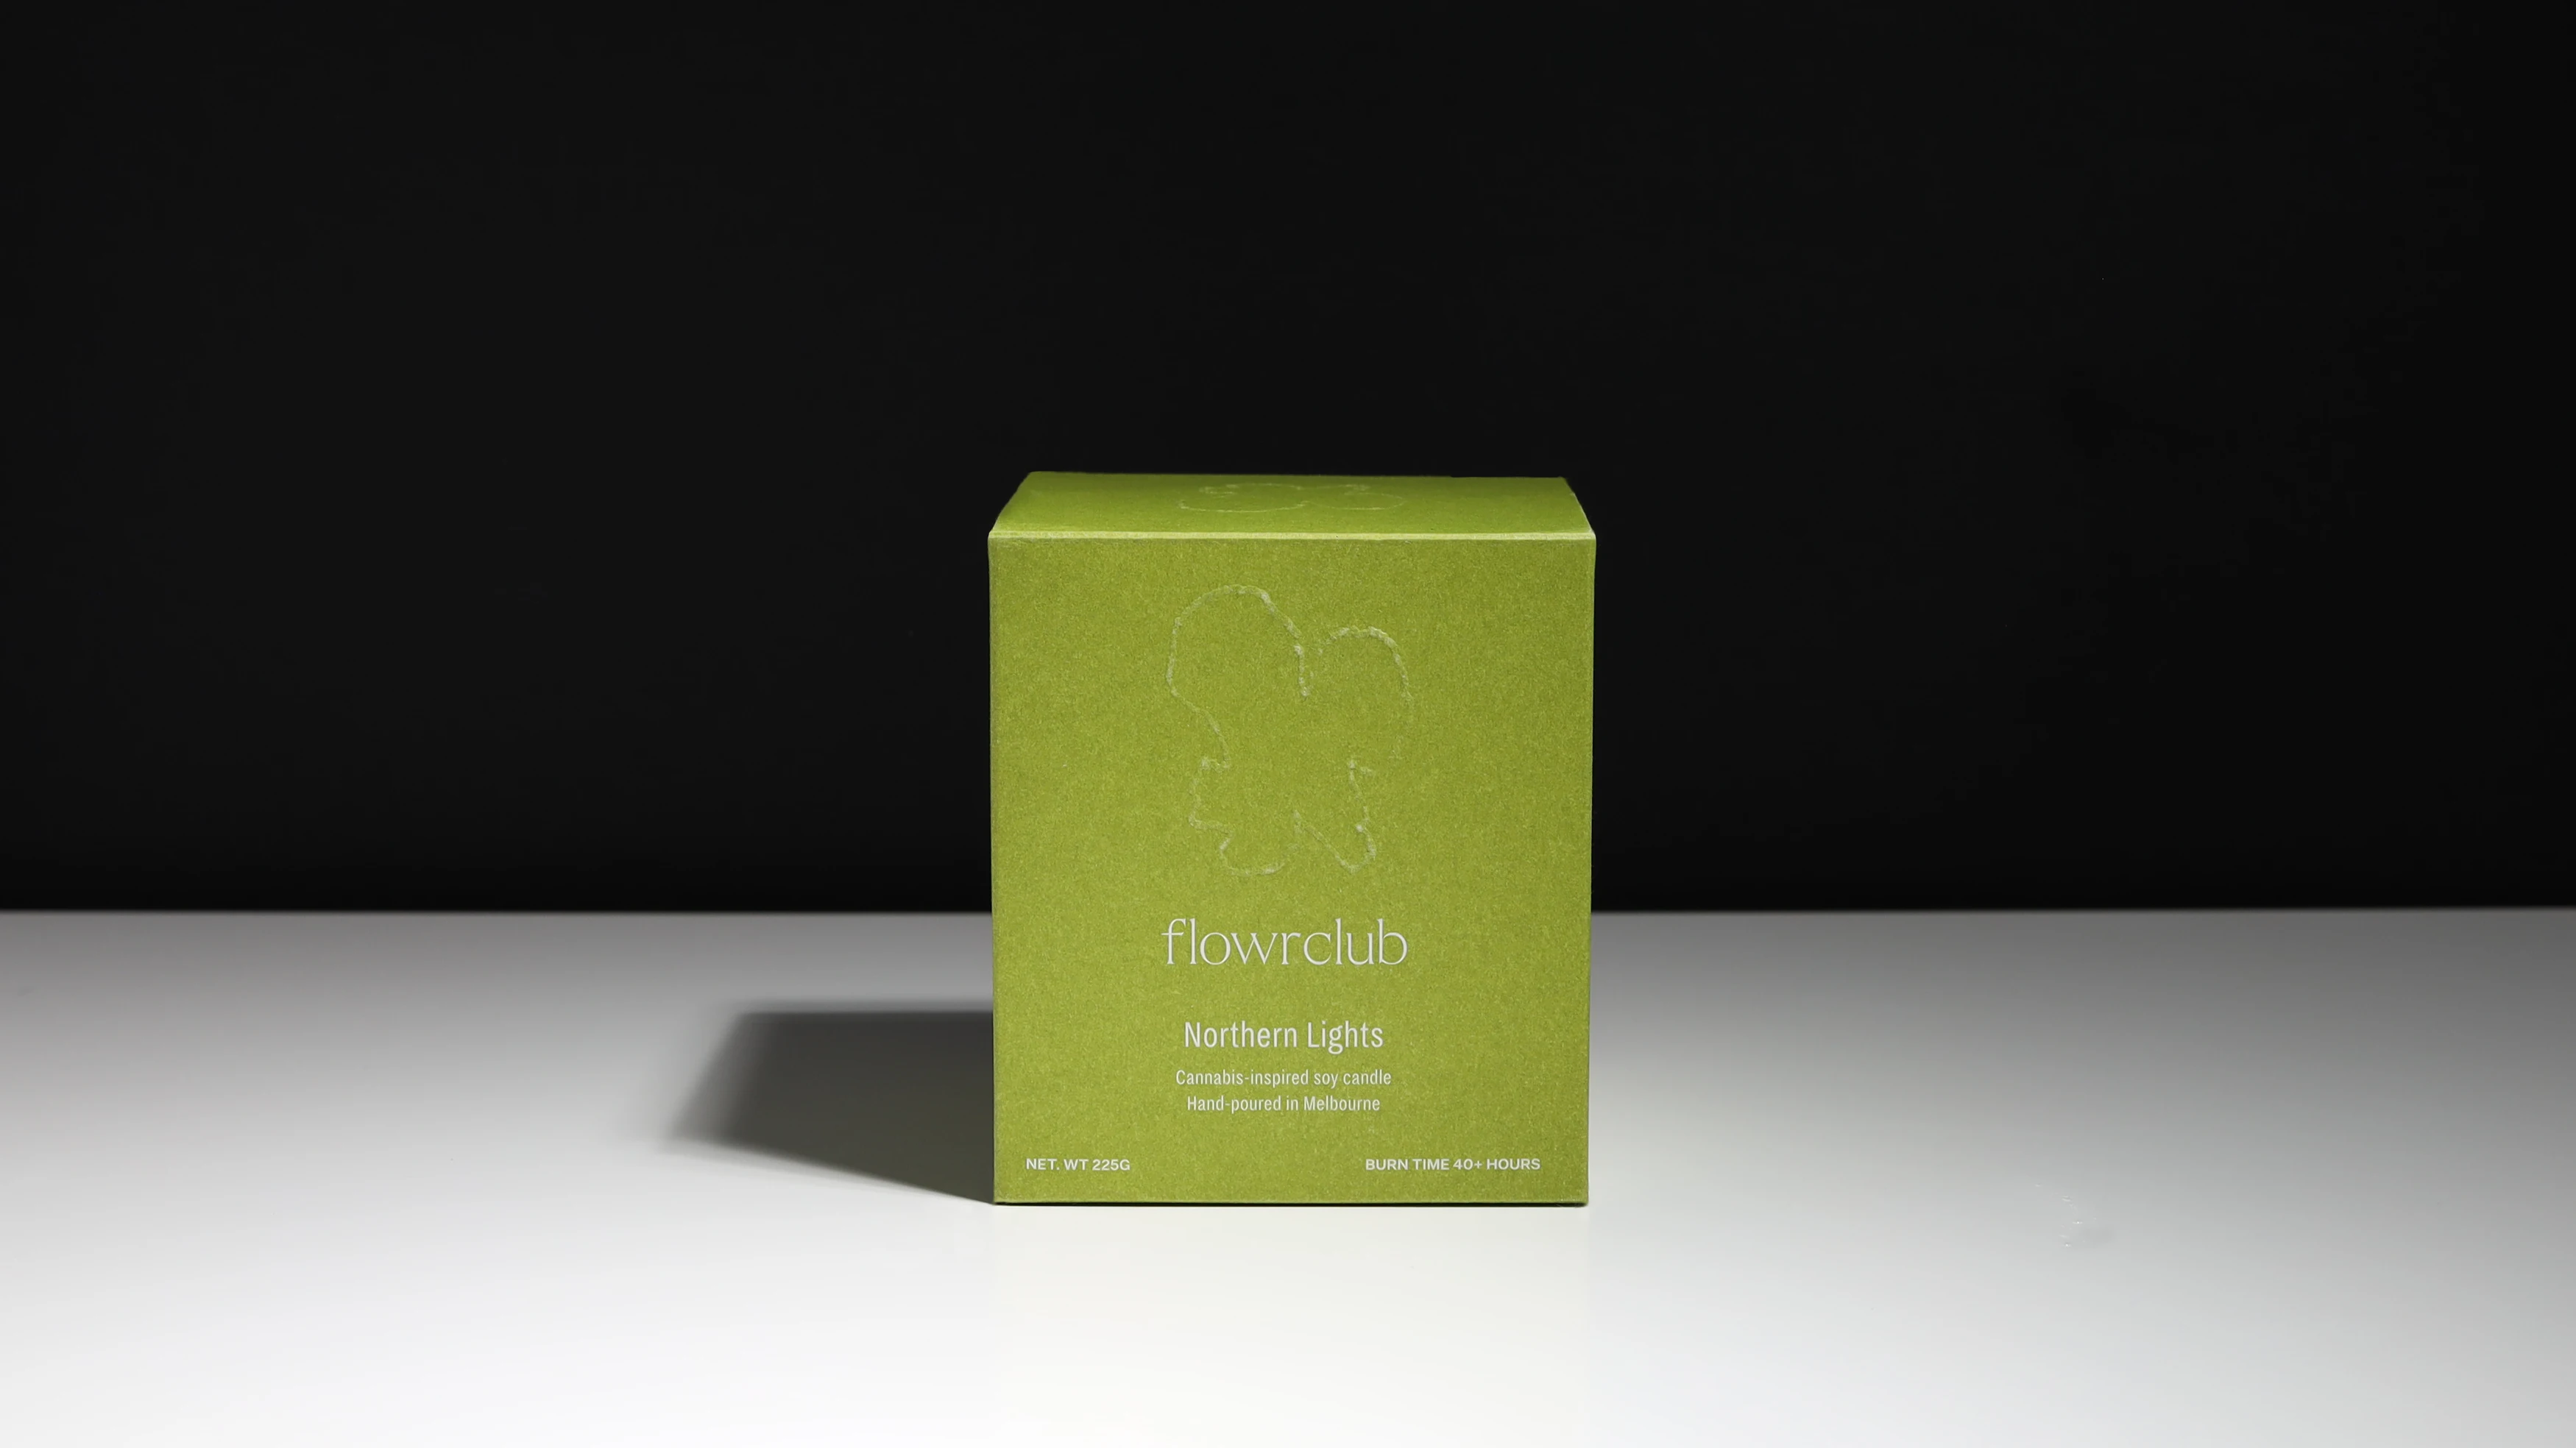 flowrclub
Northern Lights
Cannabis-inspired soy candle
Hand-poured in Melbourne
NET. WT 225G
BURN TIME 40+ HOURS